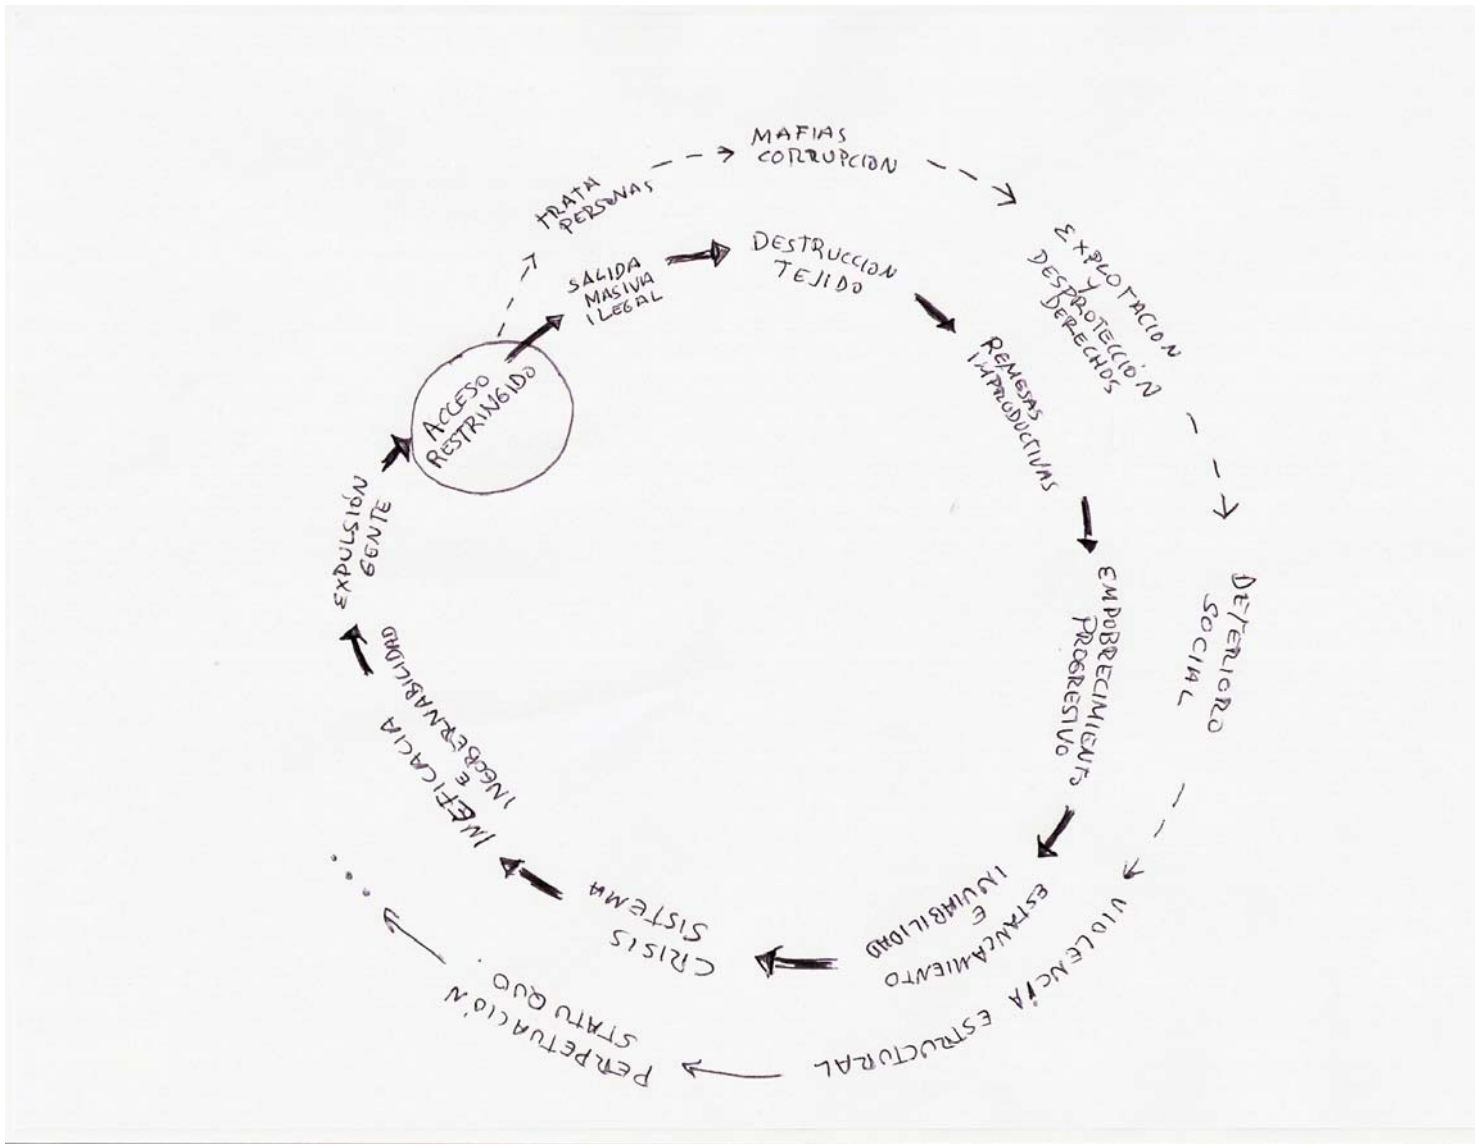 MAFIAS
CORRUPCION
TRATA
PERSONAS
EXPLOTACION
Y
DESPROTECCIÓN
DERECHOS
DETERIORO
SOCIAL
VIOLENCÍA ESTRUCTURAL
PERPETUACIÓN
STATU QUO
ACCESO
RESTRINGIDO
SALIDA
MASIVA
ILEGAL
DESTRUCCION
TEJIDO
REMESAS
IMPRODUCTIVAS
EMPOBRECIMIENTO
PROGRESIVO
ESTANCAMIENTO
E
INVIABILIDAD
CRISIS
SISTEMA
INEFICACIA
E
INGOBERNABILIDAD
EXPULSIÓN
GENTE